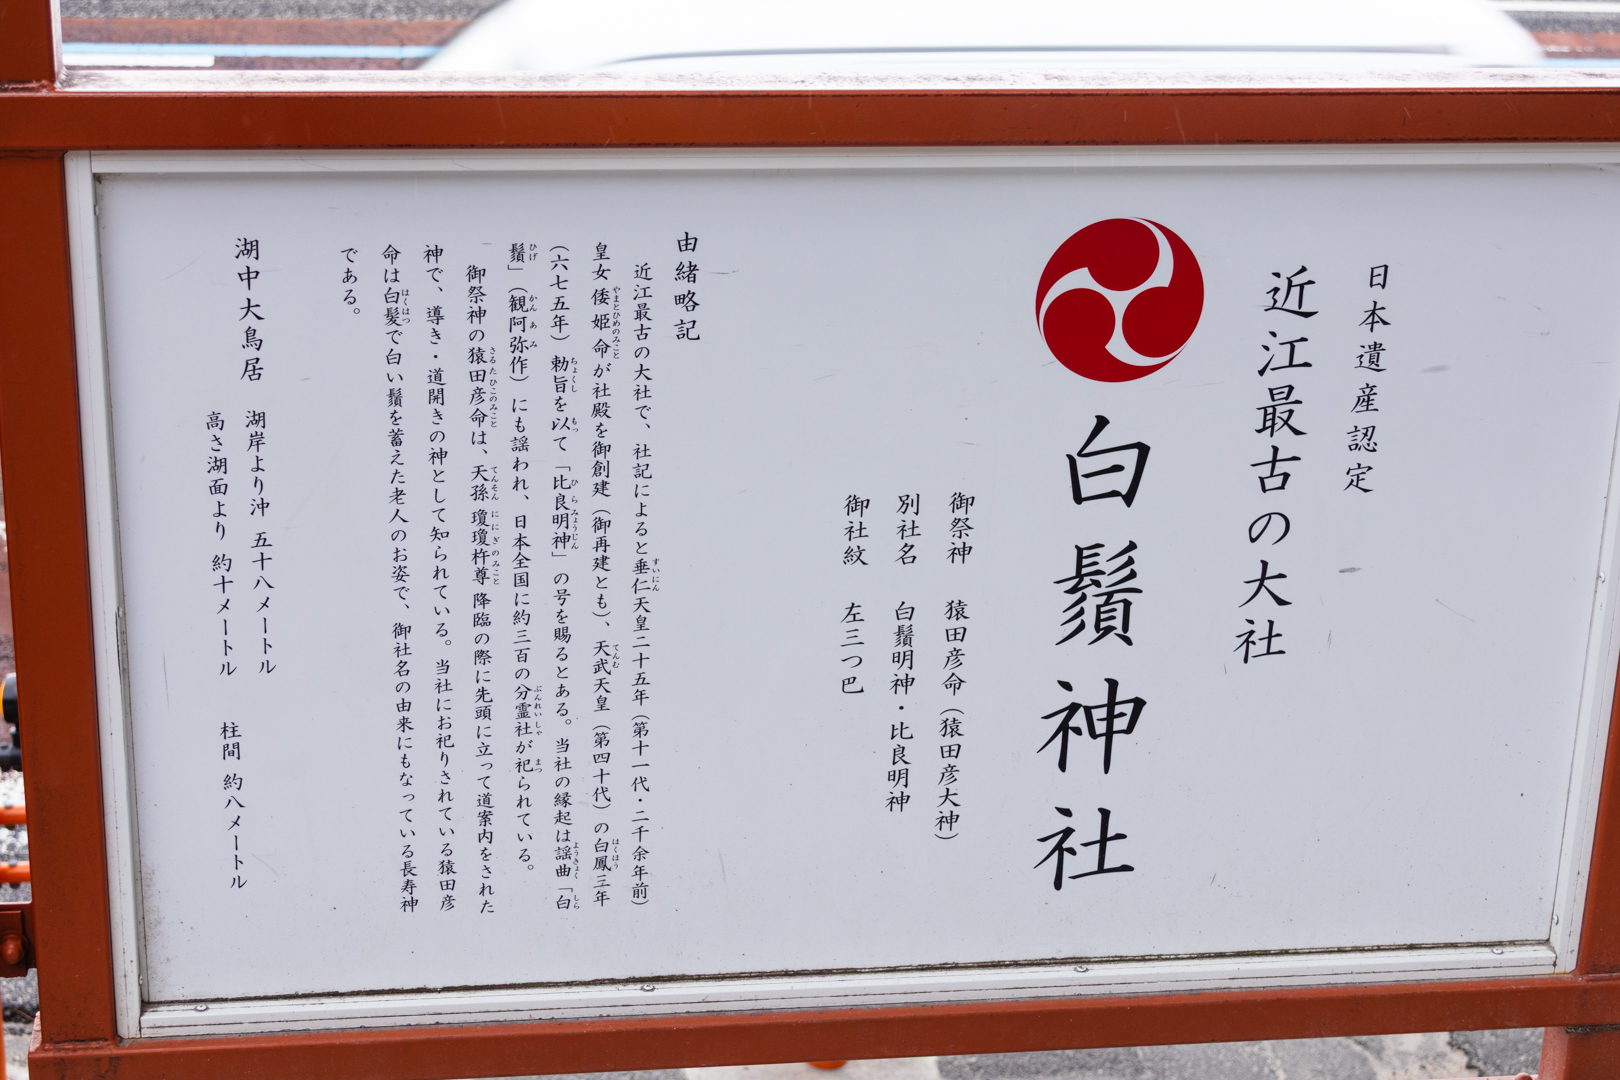 日本遺産認定
近江最古の大社
白鬚神社
御祭神 猿田彦命（猿田彦大神）
別社名 白鬚明神・比良明神
御社紋 左三つ巴
由緒略記
近江最古の大社で、社記によると垂仁天皇二十五年（第十一代・二千余年前）
皇女倭姫命が社殿を御創建（御再建とも）、天武天皇（第四十代）の白鳳三年
（六七五年）勅旨を以て「比良明神」の号を賜るとある。当社の縁起は謡曲「白
鬚」（観阿弥作）にも謡われ、日本全国に約三百の分霊社が祀られている。
御祭神の猿田彦命は、天孫瓊瓊杵尊降臨の際に先頭に立って道案内をされた
神で、導き・道開きの神として知られている。当社にお祀りされている猿田彦
命は白髪で白い鬚を蓄えた老人のお姿で、御社名の由来にもなっている長寿神
である。
湖中大鳥居 湖岸より沖 五十八メートル
高さ湖面より 約十メートル 柱間 約八メートル